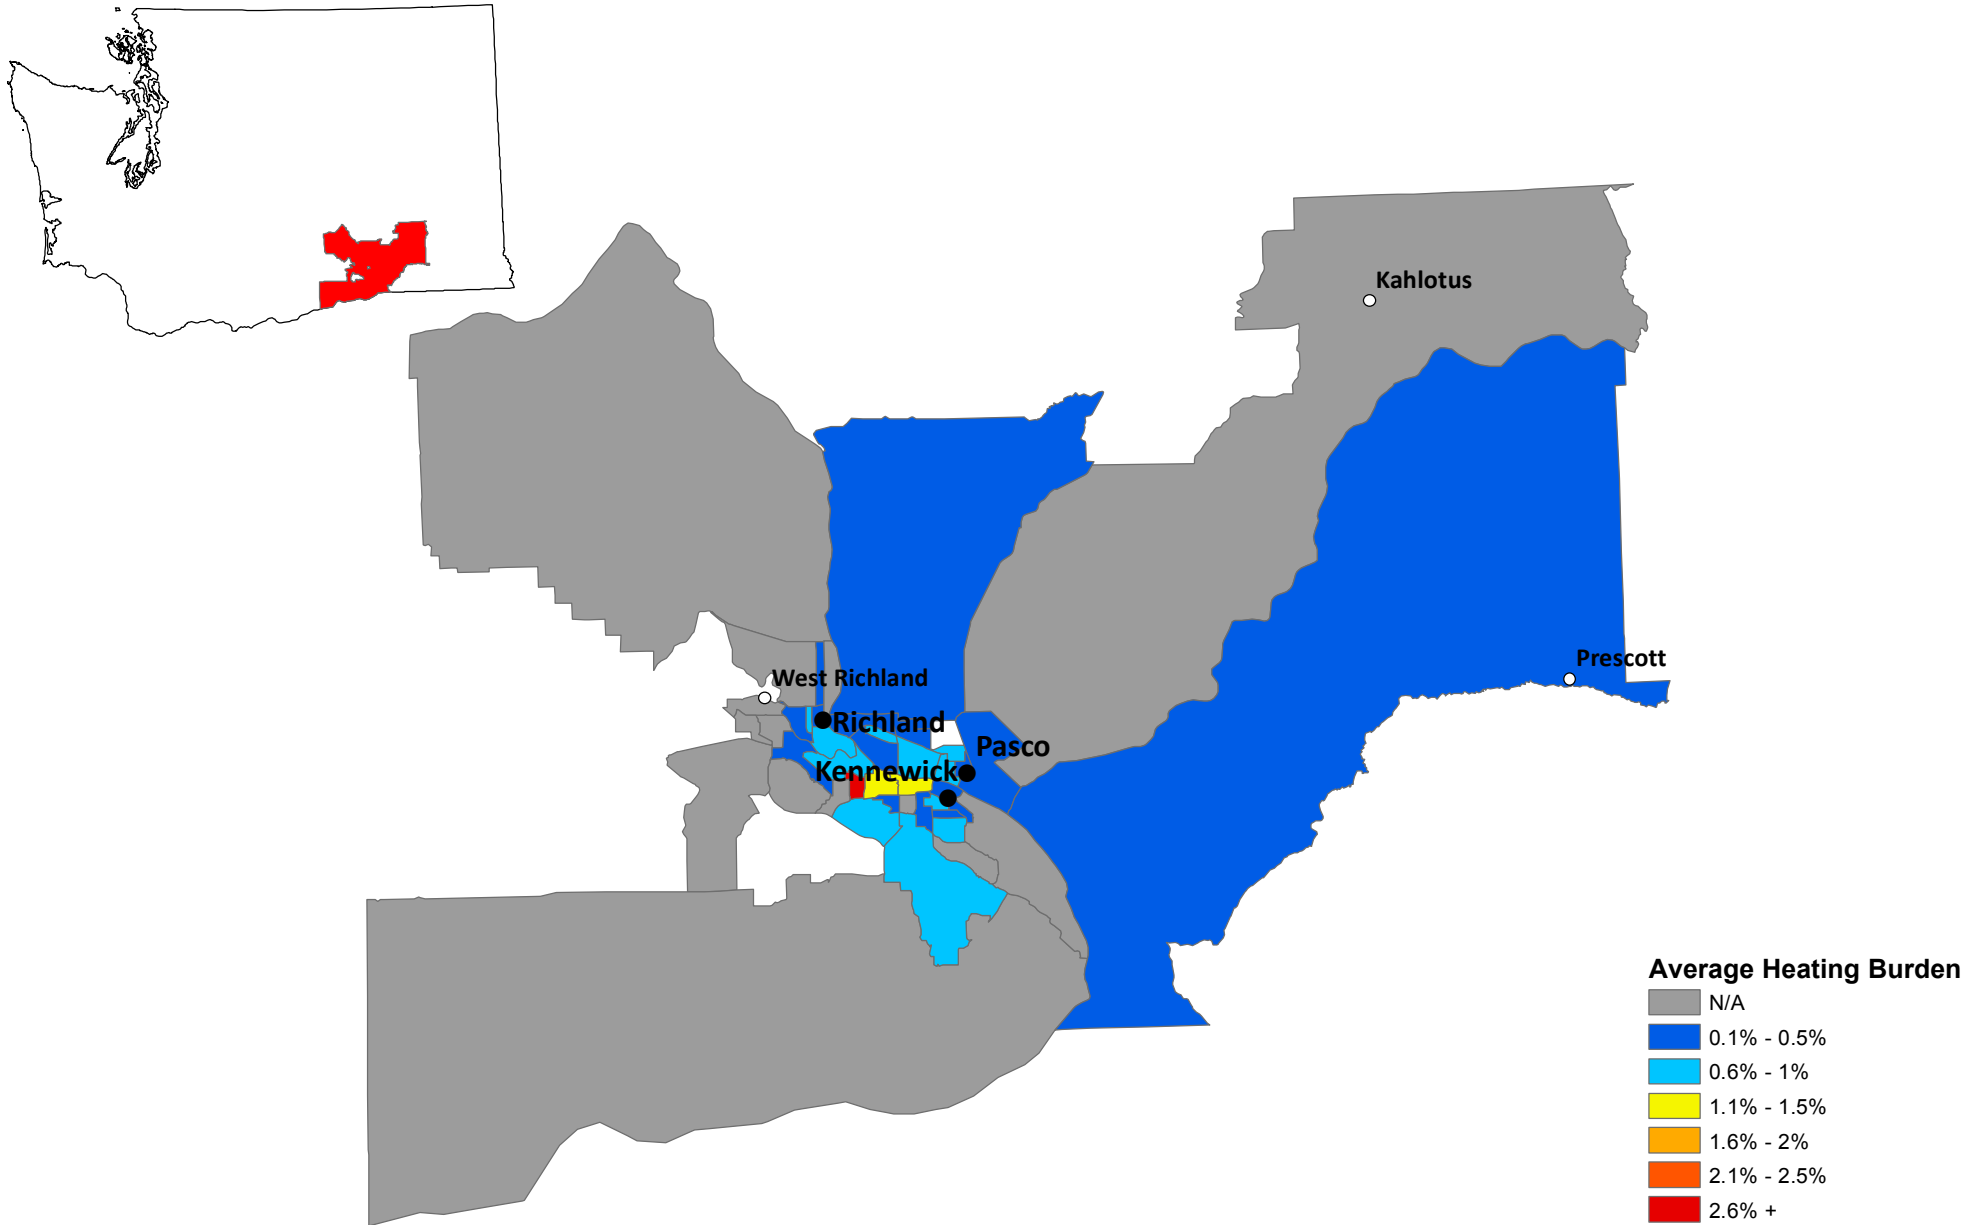 Kahlotus
Prescott
West Richland
Richland
Pasco
Kennewick
Average Heating Burden
N/A
0.1% - 0.5%
0.6% - 1%
1.1% - 1.5%
1.6% - 2%
2.1% - 2.5%
2.6% +